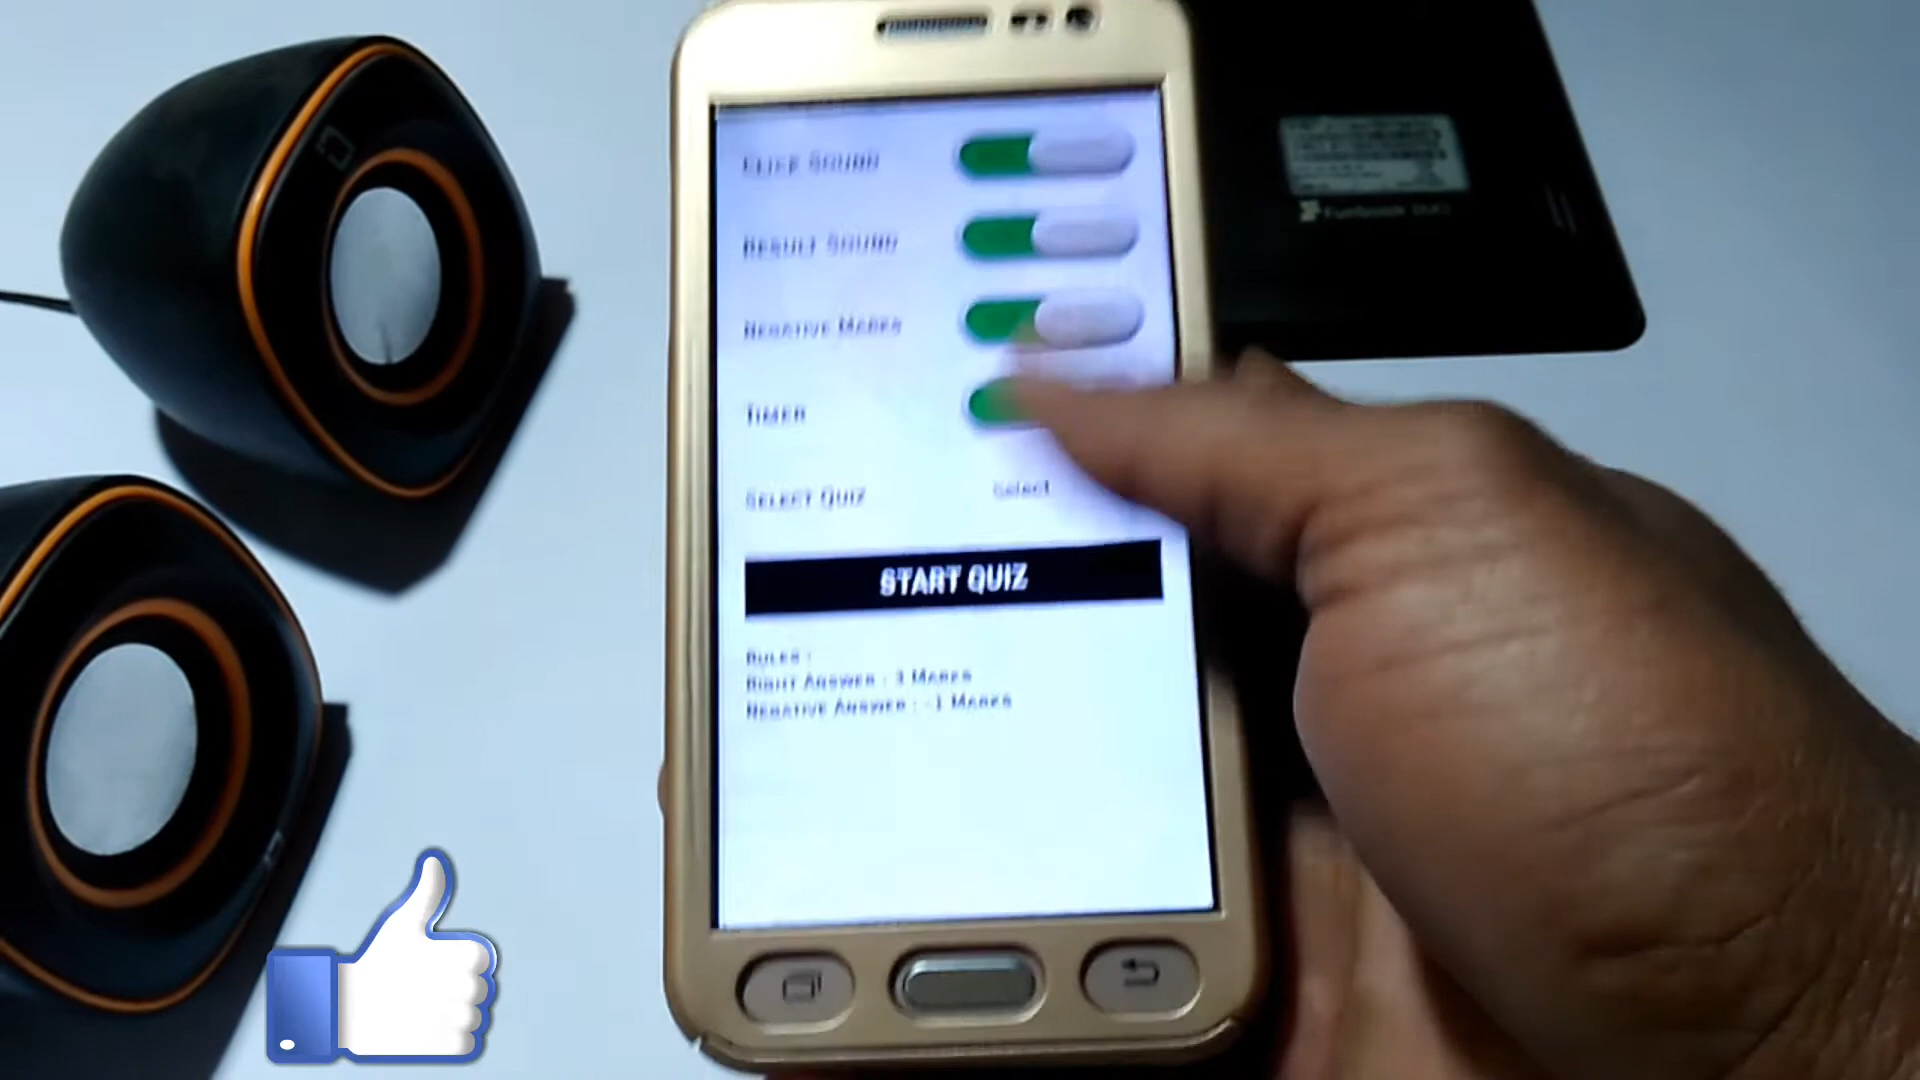 Click Sound
Result Sound
Negative Marks
Timer
Select Quiz Select
START QUIZ
Rules :
Right Answer : 3 Marks
Negative Answer : -1 Marks
Funbook